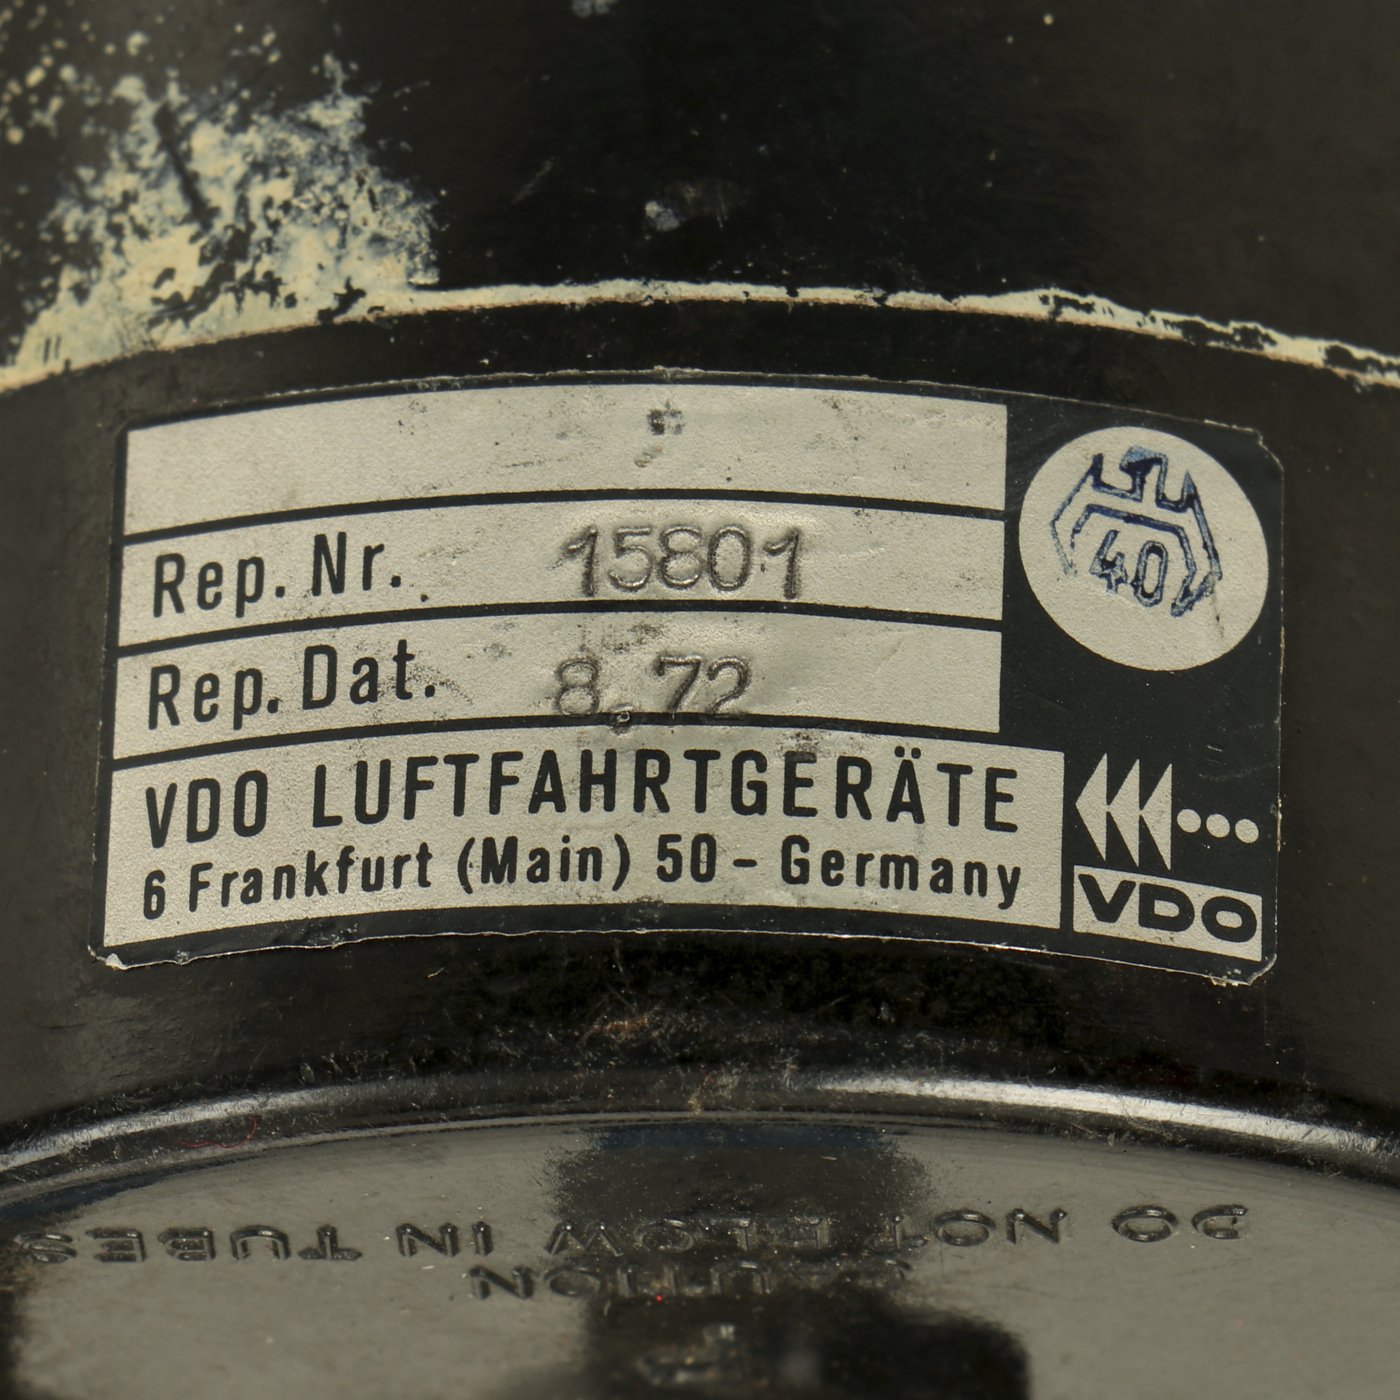 Rep. Nr. 15801
40
Rep. Dat. 8.72
VDO LUFTFAHRTGERÄTE
6 Frankfurt (Main) 50 - Germany
VDO
CAUTION
DO NOT BLOW IN TUBES